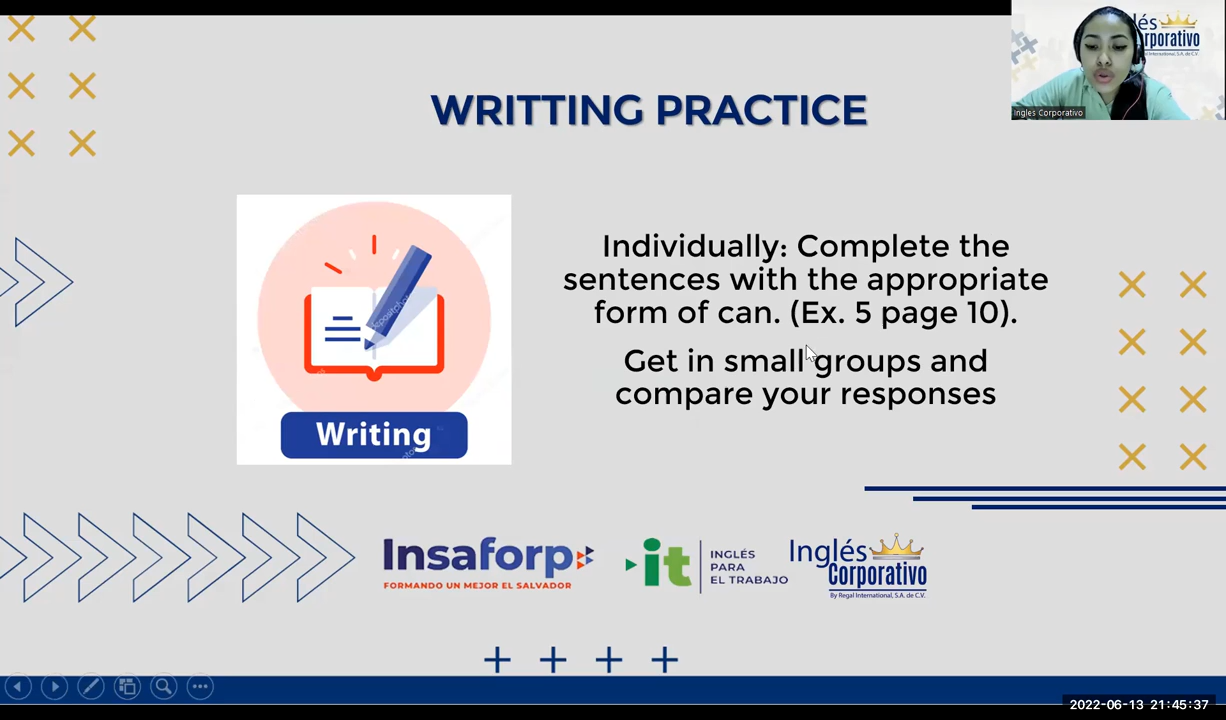 WRITTING PRACTICE
Inglés
Corporativo
Ingles Corporativo
Individually: Complete the
sentences with the appropriate
form of can. (Ex. 5 page 10).
Get in small groups and
compare your responses
Writing
Insaforp
FORMANDO UN MEJOR EL SALVADOR
it
INGLÉS
PARA
EL TRABAJO
Inglés
Corporativo
By Regal International, S.A. de C.V.
2022-06-13 21:45:37